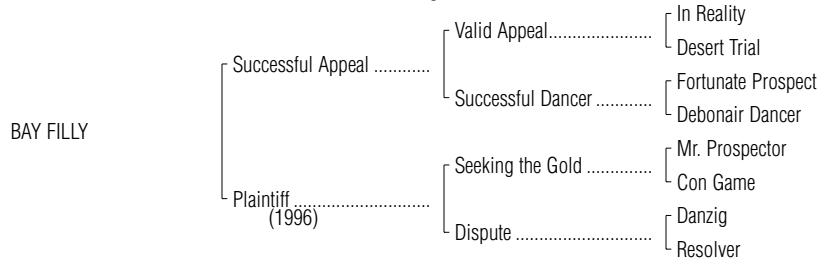 In Reality
Valid Appeal......................
Desert Trial
Successful Appeal ............
Fortunate Prospect
Successful Dancer ............
Debonair Dancer
BAY FILLY
Mr. Prospector
Seeking the Gold ..............
Con Game
Plaintiff .............................
(1996)
Danzig
Dispute .............................
Resolver